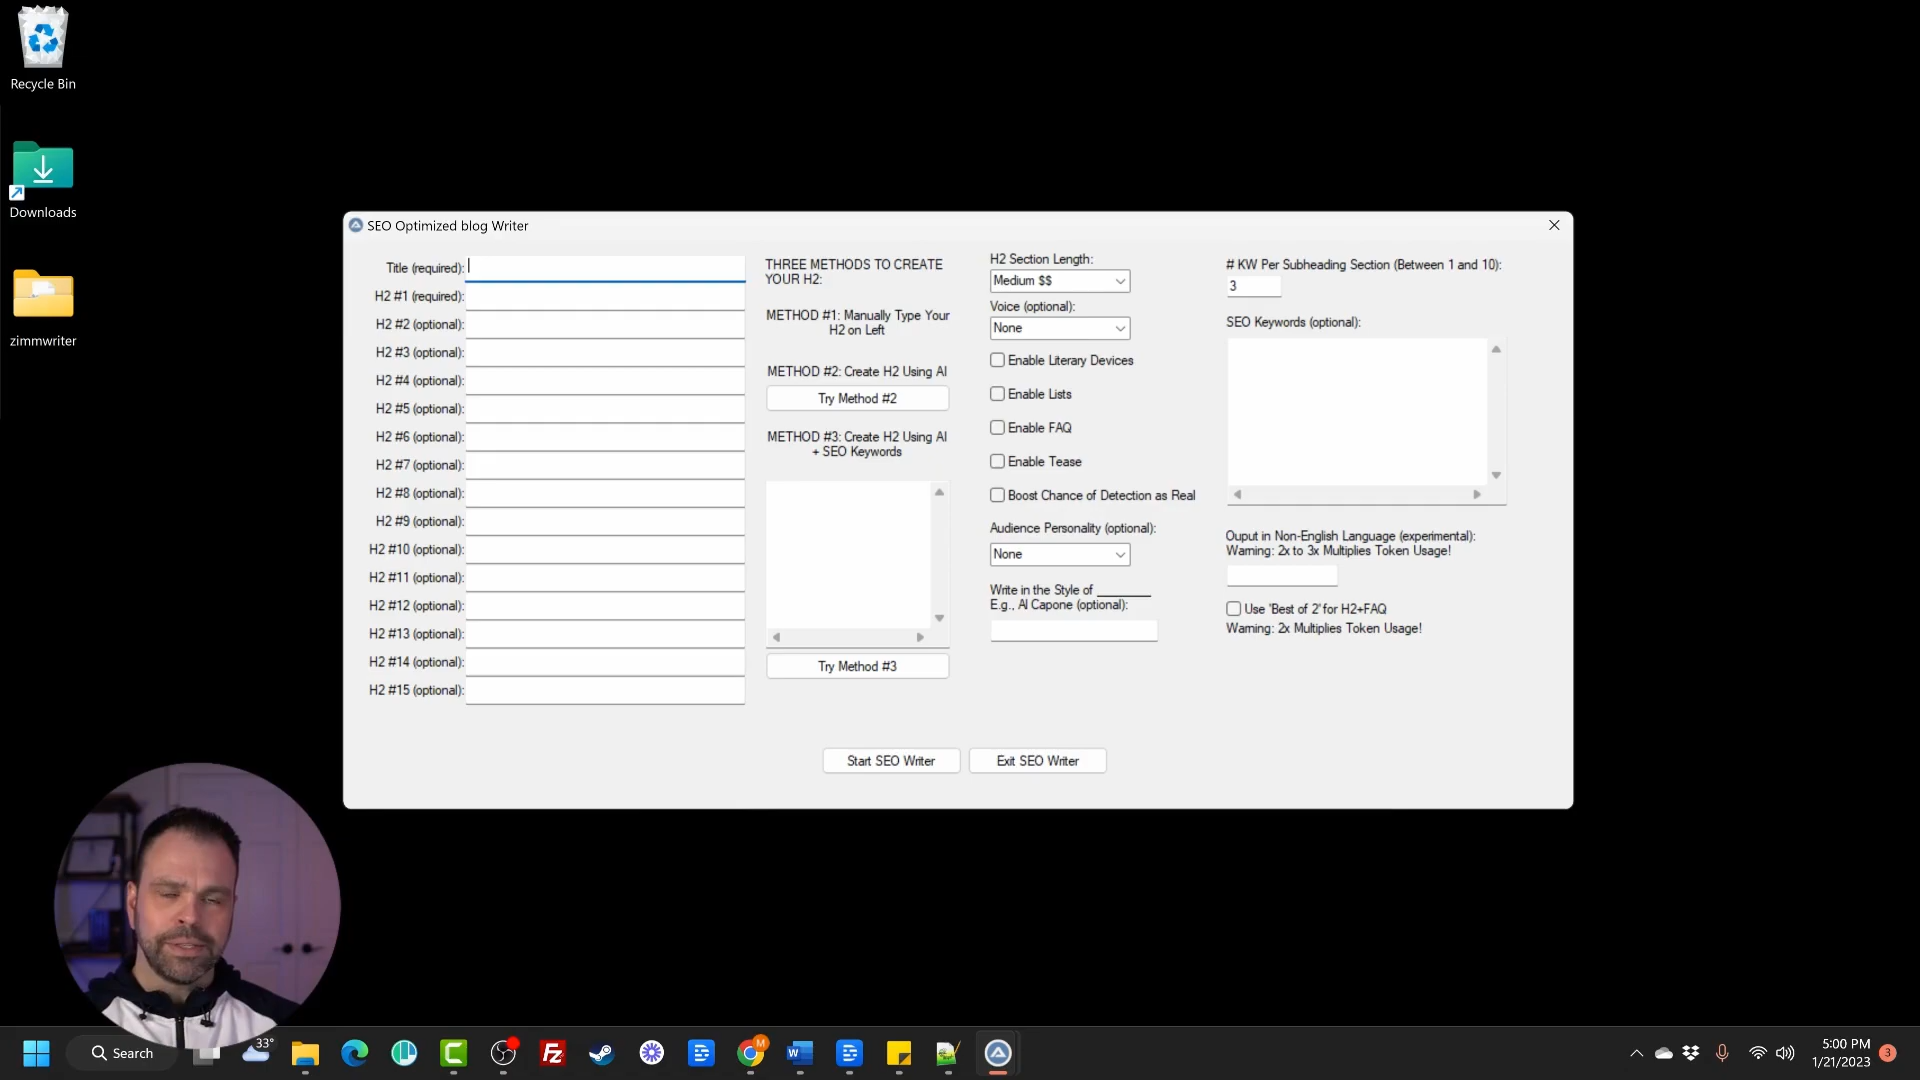 Recycle Bin
Downloads
zimmwriter
SEO Optimized blog Writer
Title (required):
H2 #1 (required):
H2 #2 (optional):
H2 #3 (optional):
H2 #4 (optional):
H2 #5 (optional):
H2 #6 (optional):
H2 #7 (optional):
H2 #8 (optional):
H2 #9 (optional):
H2 #10 (optional):
H2 #11 (optional):
H2 #12 (optional):
H2 #13 (optional):
H2 #14 (optional):
H2 #15 (optional):
THREE METHODS TO CREATE
YOUR H2:
METHOD #1: Manually Type Your
H2 on Left
METHOD #2: Create H2 Using AI
Try Method #2
METHOD #3: Create H2 Using AI
+ SEO Keywords
Try Method #3
H2 Section Length:
Medium $$
Voice (optional):
None
Enable Literary Devices
Enable Lists
Enable FAQ
Enable Tease
Boost Chance of Detection as Real
Audience Personality (optional):
None
Write in the Style of ________
E.g., Al Capone (optional):
# KW Per Subheading Section (Between 1 and 10):
3
SEO Keywords (optional):
Ouput in Non-English Language (experimental):
Warning: 2x to 3x Multiplies Token Usage!
Use 'Best of 2' for H2+FAQ
Warning: 2x Multiplies Token Usage!
Start SEO Writer
Exit SEO Writer
Search
33°
Fz
M
W
5:00 PM
1/21/2023
3